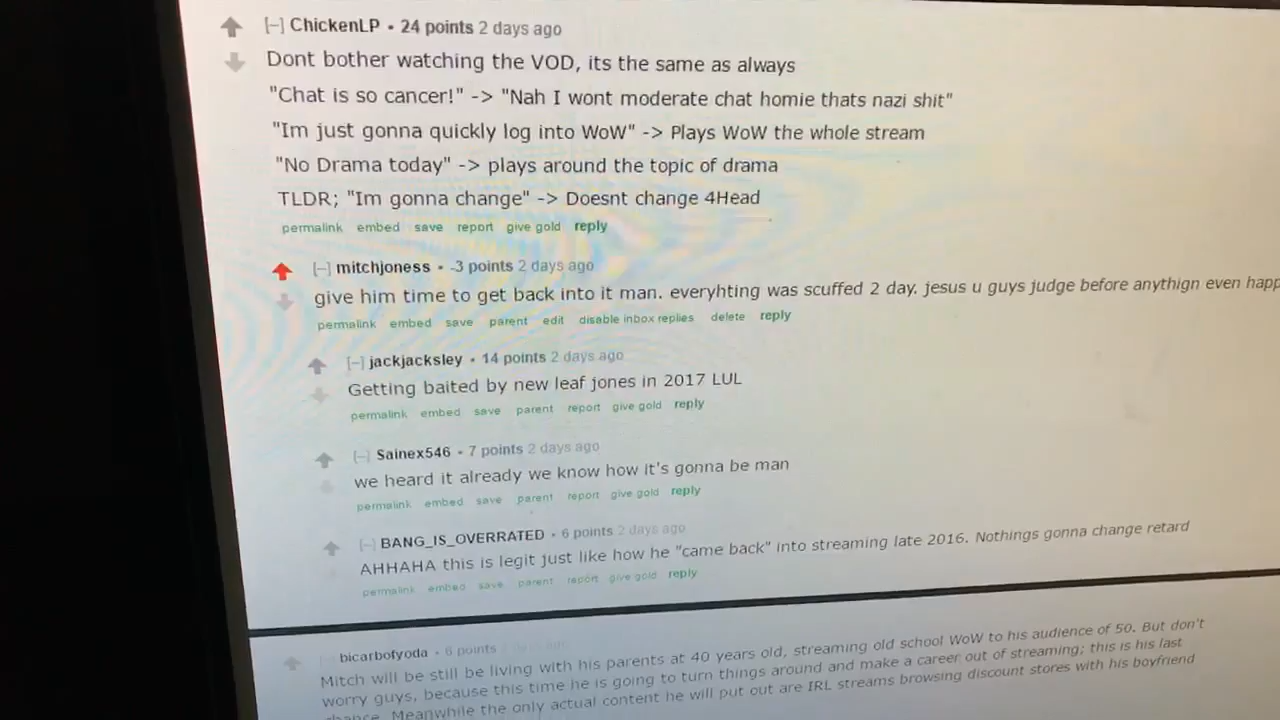 [–] ChickenLP • 24 points 2 days ago
Dont bother watching the VOD, its the same as always
"Chat is so cancer!" -> "Nah I wont moderate chat homie thats nazi shit"
"Im just gonna quickly log into WoW" -> Plays WoW the whole stream
"No Drama today" -> plays around the topic of drama
TLDR; "Im gonna change" -> Doesnt change 4Head
permalink embed save report give gold reply
[–] mitchjoness • -3 points 2 days ago
give him time to get back into it man. everyhting was scuffed 2 day. jesus u guys judge before anythign even happ
permalink embed save parent edit disable inbox replies delete reply
[–] jackjacksley • 14 points 2 days ago
Getting baited by new leaf jones in 2017 LUL
permalink embed save parent report give gold reply
[–] Sainex546 • 7 points 2 days ago
we heard it already we know how it's gonna be man
permalink embed save parent report give gold reply
[–] BANG_IS_OVERRATED • 6 points 2 days ago
AHHAHA this is legit just like how he "came back" into streaming late 2016. Nothings gonna change retard
permalink embed save parent report give gold reply
bicarbofyoda • 6 points
Mitch will be still be living with his parents at 40 years old, streaming old school WoW to his audience of 50. But don't
worry guys, because this time he is going to turn things around and make a career out of streaming; this is his last
chance. Meanwhile the only actual content he will put out are IRL streams browsing discount stores with his boyfriend